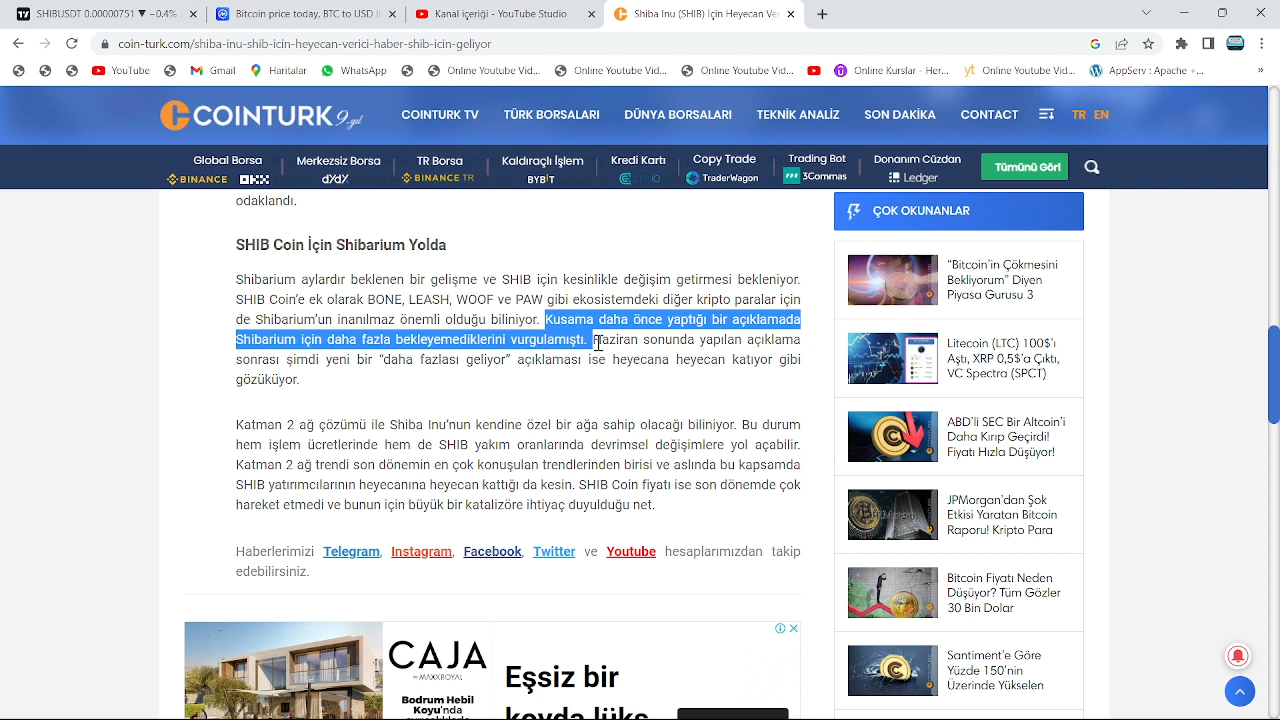 SHIBUSDT 0.00000751 ▼ −0.4%
Bitcoin price today, BTC to USD li
Kanal içeriği - YouTube Studio
Shiba Inu (SHIB) İçin Heyecan Ver
coin-turk.com/shiba-inu-shib-icin-heyecan-verici-haber-shib-icin-geliyor
YouTube
Gmail
Haritalar
WhatsApp
Online Youtube Vid...
Online Youtube Vid...
Online Youtube Vid...
Online Kurslar - Her...
yt Online Youtube Vid...
AppServ : Apache +...
COINTURK 9.yıl
COINTURK TV
TÜRK BORSALARI
DÜNYA BORSALARI
TEKNİK ANALİZ
SON DAKİKA
CONTACT
TR EN
Global Borsa
BINANCE OKX
Merkezsiz Borsa
dYdX
TR Borsa
BINANCE TR
Kaldıraçlı İşlem
BYBIT
Kredi Kartı
Copy Trade
TraderWagon
Trading Bot
3Commas
Donanım Cüzdan
Ledger
Tümünü Gör!
odaklandı.
SHIB Coin İçin Shibarium Yolda
Shibarium aylardır beklenen bir gelişme ve SHIB için kesinlikle değişim getirmesi bekleniyor.
SHIB Coin’e ek olarak BONE, LEASH, WOOF ve PAW gibi ekosistemdeki diğer kripto paralar için
de Shibarium’un inanılmaz önemli olduğu biliniyor. Kusama daha önce yaptığı bir açıklamada
Shibarium için daha fazla bekleyemediklerini vurgulamıştı. Haziran sonunda yapılan açıklama
sonrası şimdi yeni bir “daha fazlası geliyor” açıklaması ise heyecana heyecan katıyor gibi
gözüküyor.
Katman 2 ağ çözümü ile Shiba Inu’nun kendine özel bir ağa sahip olacağı biliniyor. Bu durum
hem işlem ücretlerinde hem de SHIB yakım oranlarında devrimsel değişimlere yol açabilir.
Katman 2 ağ trendi son dönemin en çok konuşulan trendlerinden birisi ve aslında bu kapsamda
SHIB yatırımcılarının heyecanına heyecan kattığı da kesin. SHIB Coin fiyatı ise son dönemde çok
hareket etmedi ve bunun için büyük bir katalizöre ihtiyaç duyulduğu net.
Haberlerimizi Telegram, Instagram, Facebook, Twitter ve Youtube hesaplarımızdan takip
edebilirsiniz.
CAJA
BY MAXXROYAL
Bodrum Hebil
Koyu'nda
Eşsiz bir
koyda lüks
ÇOK OKUNANLAR
“Bitcoin’in Çökmesini
Bekliyorum” Diyen
Piyasa Gurusu 3
Litecoin (LTC) 100$’ı
Aştı, XRP 0,5$’a Çıktı,
VC Spectra (SPCT)
ABD’li SEC Bir Altcoin’i
Daha Kırıp Geçirdi!
Fiyatı Hızla Düşüyor!
JPMorgan’dan Şok
Etkisi Yaratan Bitcoin
Raporu! Kripto Para
Bitcoin Fiyatı Neden
Düşüyor? Tüm Gözler
30 Bin Dolar
Santiment’e Göre
Yüzde 150’nin
Üzerinde Yükselen